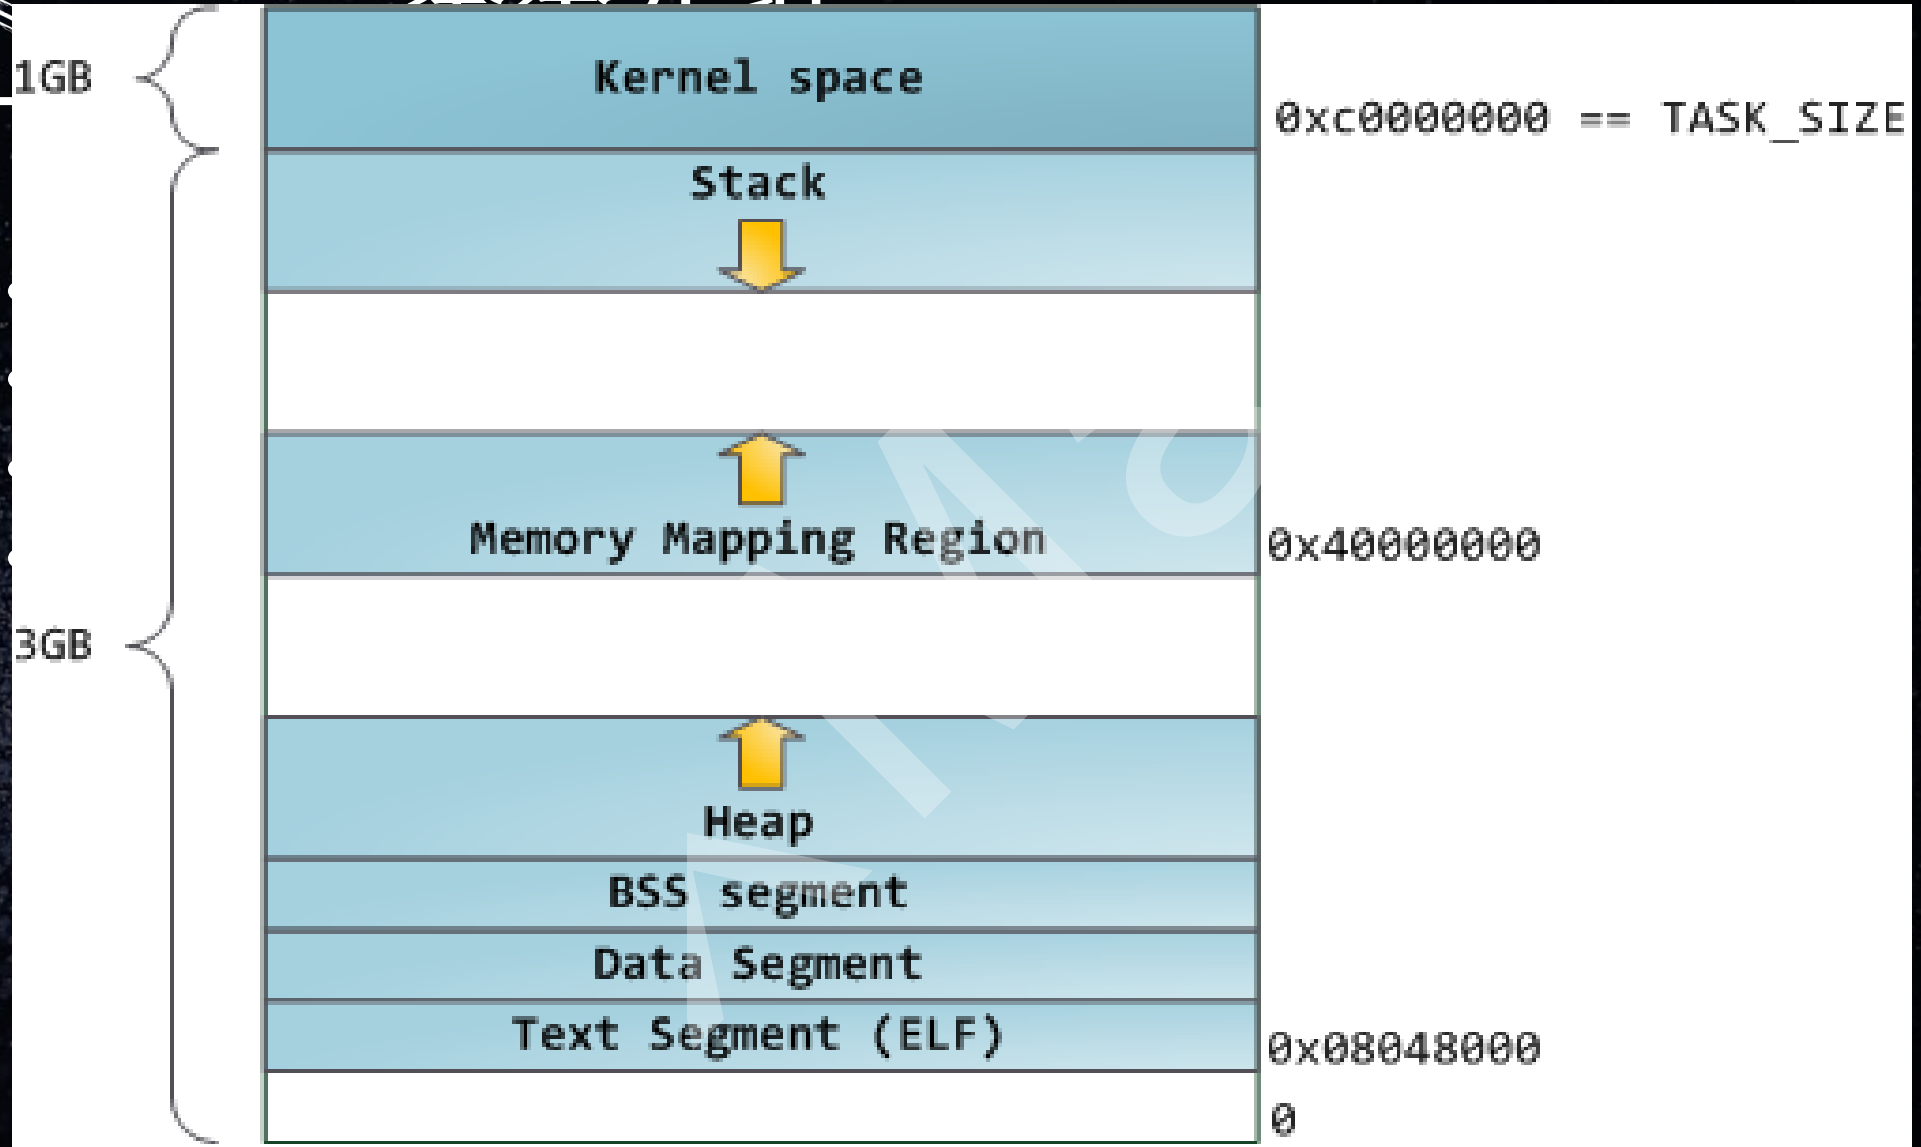 1GB
Kernel space
0xc0000000 == TASK_SIZE
Stack
Memory Mapping Region
0x40000000
3GB
Heap
BSS segment
Data Segment
Text Segment (ELF)
0x08048000
0